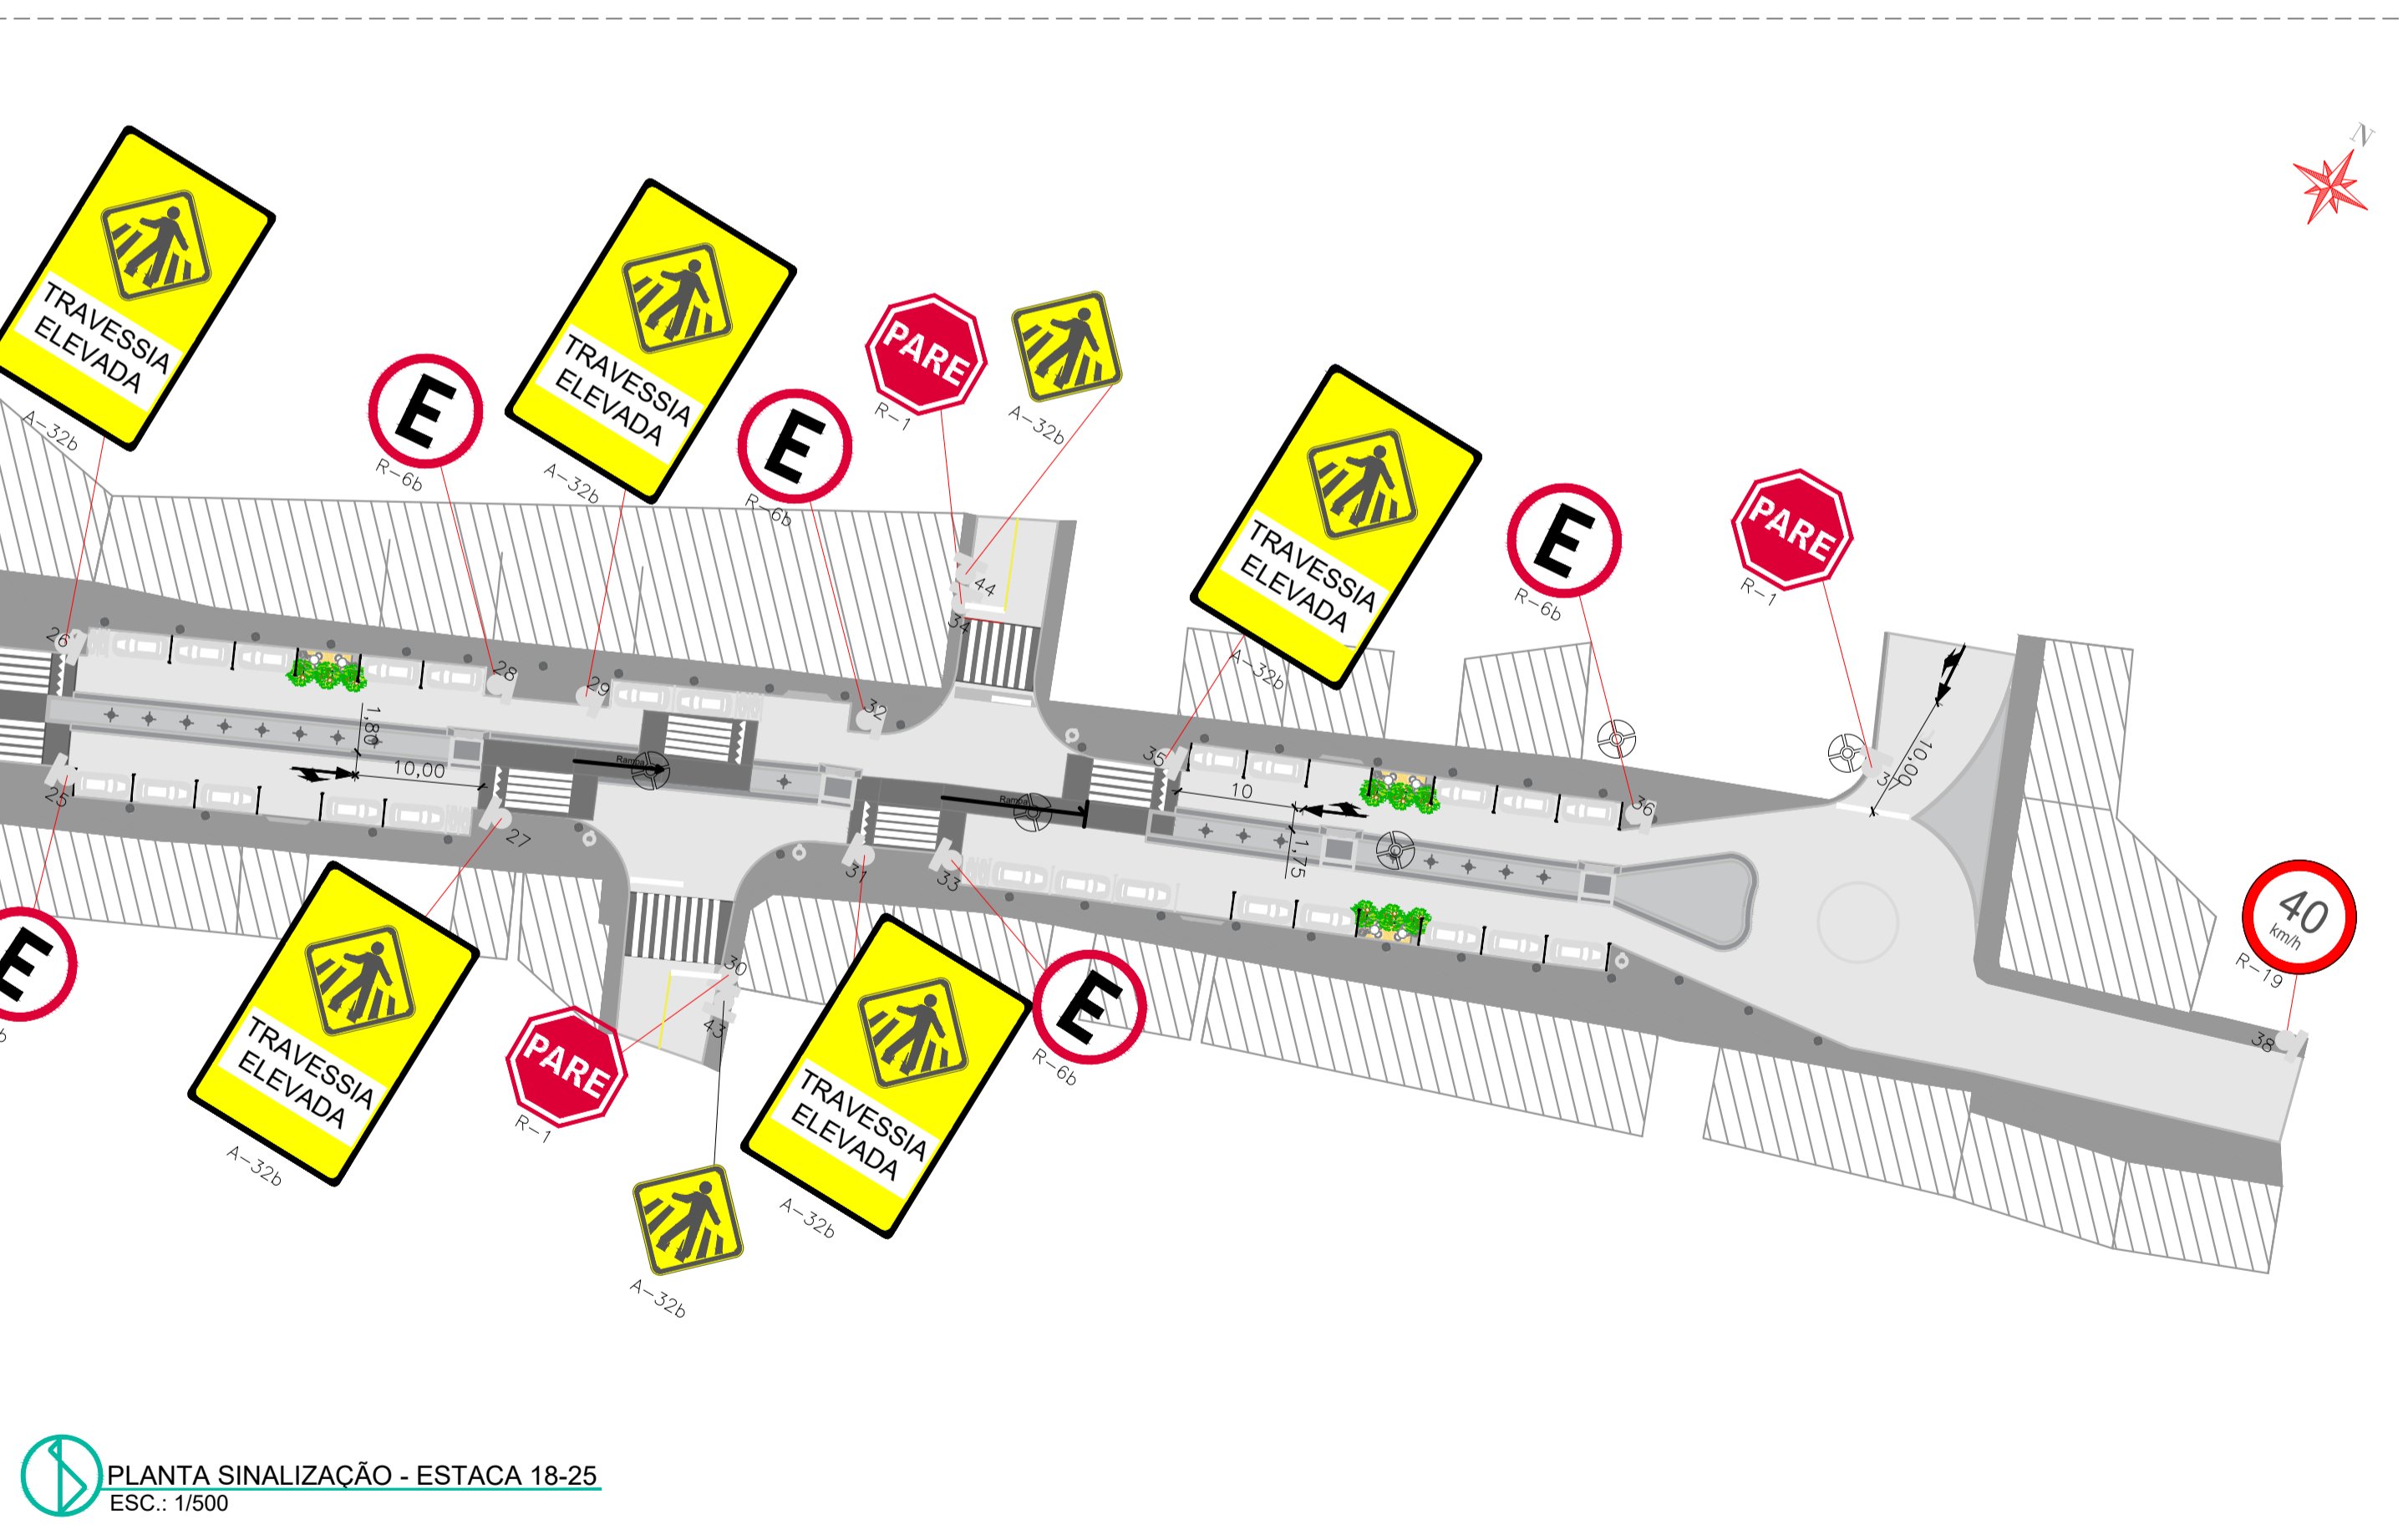 N
TRAVESSIA
ELEVADA
A-32b
R-6b
TRAVESSIA
ELEVADA
A-32b
R-6b
PARE
R-1
A-32b
TRAVESSIA
ELEVADA
A-32b
R-6b
PARE
R-1
44
34
26
28
29
32
35
36
37
10,00
1,80
10,00
Rampa
Rampa
10
1,75
25
27
31
33
30
43
38
40
km/h
R-19
E
E
E
E
TRAVESSIA
ELEVADA
A-32b
PARE
R-1
TRAVESSIA
ELEVADA
A-32b
E
R-6b
A-32b
PLANTA SINALIZAÇÃO - ESTACA 18-25
ESC.: 1/500